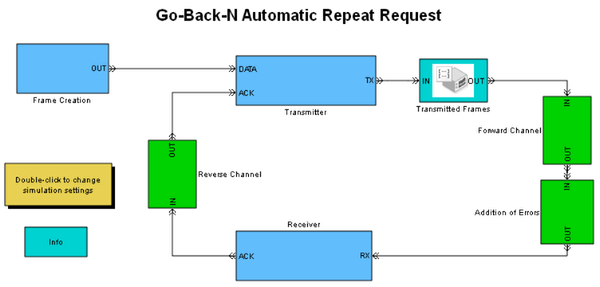 Go-Back-N Automatic Repeat Request
OUT
Frame Creation
DATA
ACK
TX
Transmitter
IN
OUT
Transmitted Frames
IN
Forward Channel
OUT
IN
Addition of Errors
OUT
OUT
Reverse Channel
IN
Double-click to change
simulation settings
Info
Receiver
ACK
RX